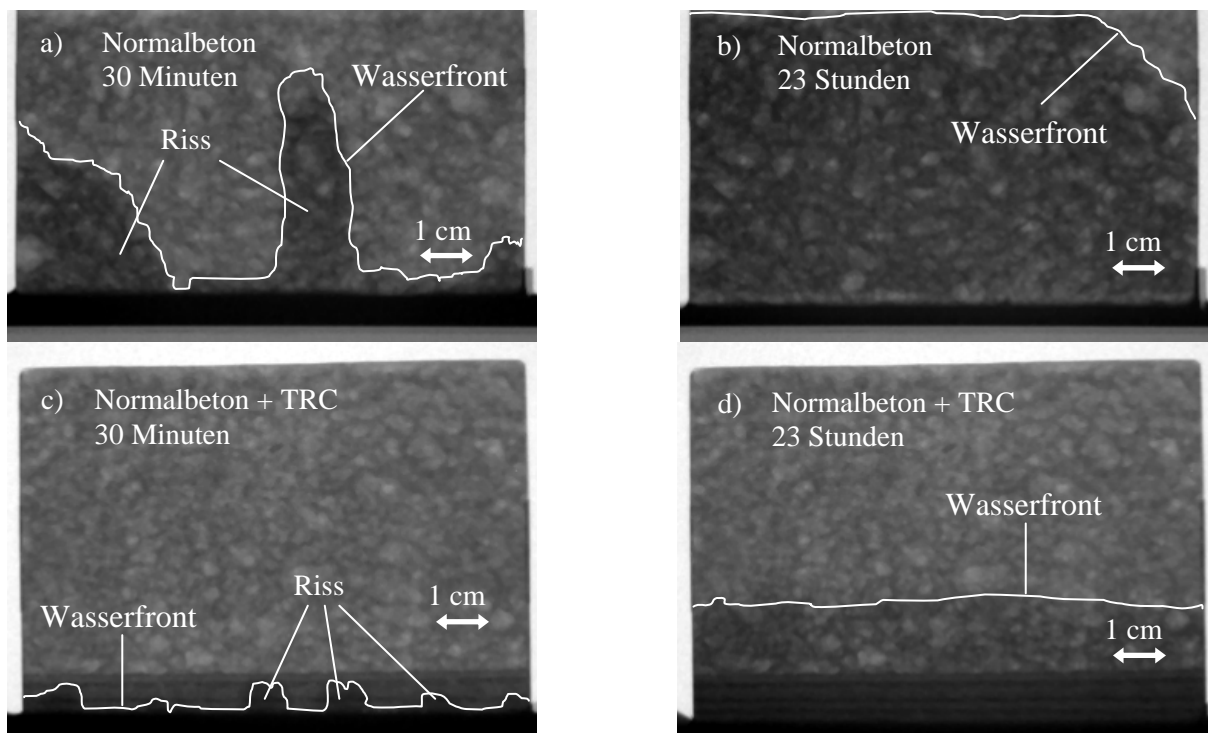 a) Normalbeton
30 Minuten
Wasserfront
Riss
1 cm
b) Normalbeton
23 Stunden
Wasserfront
1 cm
c) Normalbeton + TRC
30 Minuten
Riss
1 cm
Wasserfront
d) Normalbeton + TRC
23 Stunden
Wasserfront
1 cm